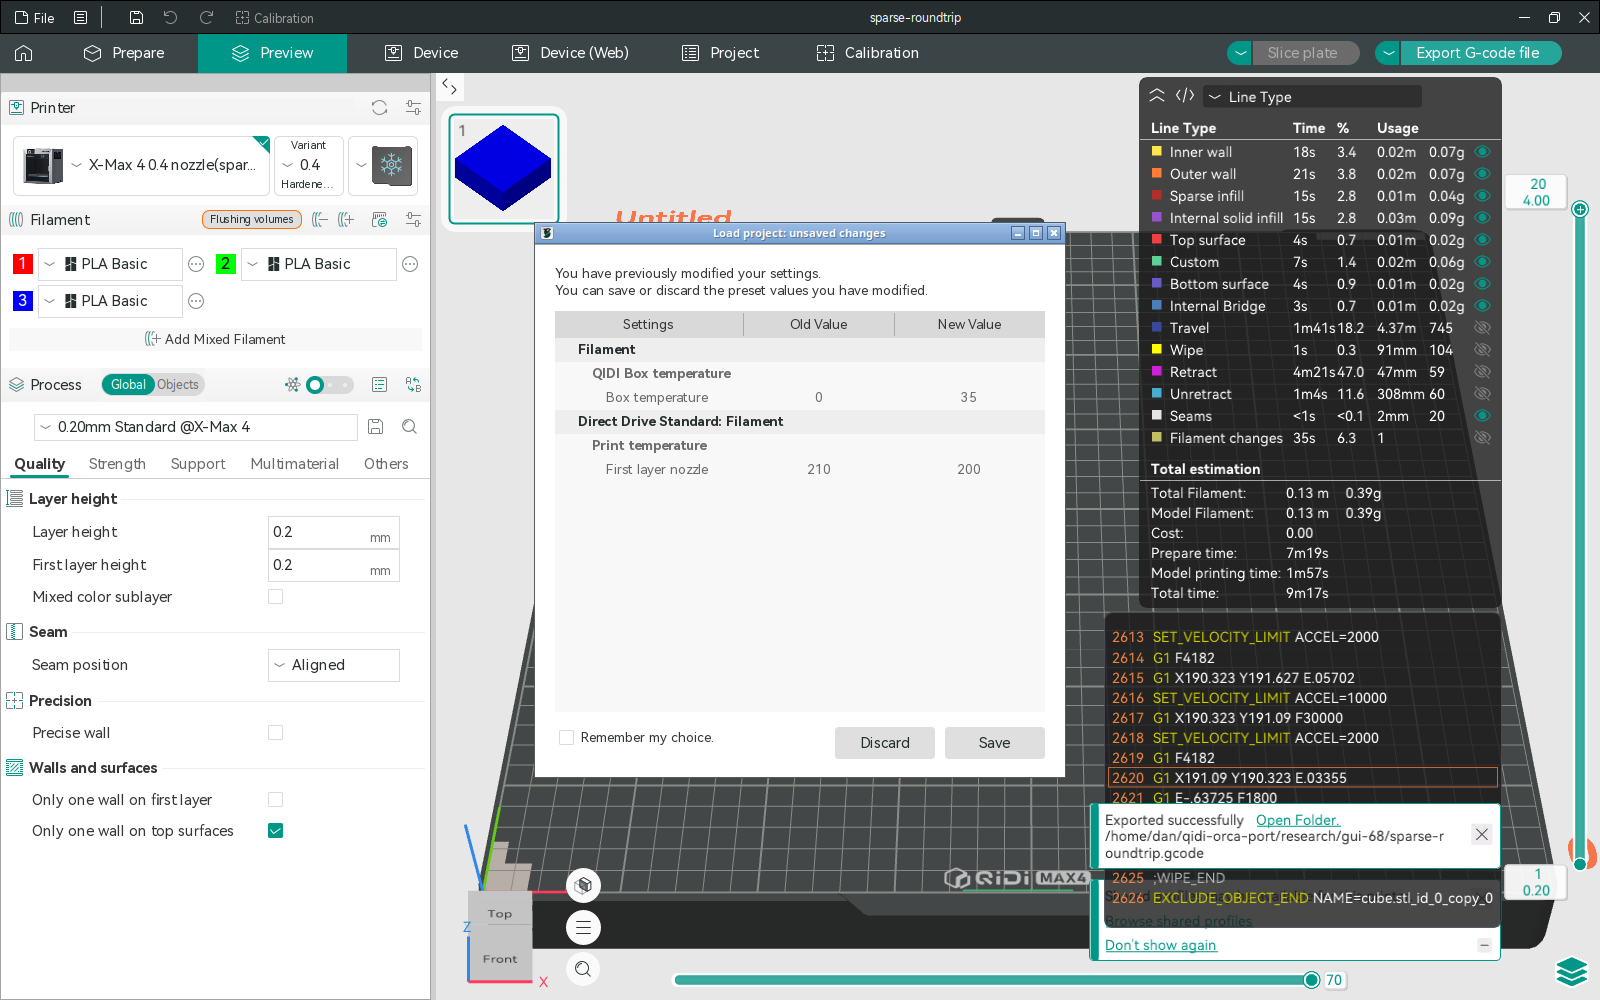 File
Calibration
sparse-roundtrip
Prepare
Preview
Device
Device (Web)
Project
Calibration
Slice plate
Export G-code file
Printer
X-Max 4 0.4 nozzle(spar...
Variant
0.4
Hardene...
Filament
Flushing volumes
1 PLA Basic
2 PLA Basic
3 PLA Basic
Add Mixed Filament
Process
Global Objects
0.20mm Standard @X-Max 4
Quality Strength Support Multimaterial Others
Layer height
Layer height 0.2 mm
First layer height 0.2 mm
Mixed color sublayer
Seam
Seam position Aligned
Precision
Precise wall
Walls and surfaces
Only one wall on first layer
Only one wall on top surfaces
1
Untitled
Load project: unsaved changes
You have previously modified your settings.
You can save or discard the preset values you have modified.
Settings Old Value New Value
Filament
QIDI Box temperature
Box temperature 0 35
Direct Drive Standard: Filament
Print temperature
First layer nozzle 210 200
Remember my choice.
Discard
Save
Line Type
Line Type Time % Usage
Inner wall 18s 3.4 0.02m 0.07g
Outer wall 21s 3.8 0.02m 0.07g
Sparse infill 15s 2.8 0.01m 0.04g
Internal solid infill 15s 2.8 0.03m 0.09g
Top surface 4s 0.7 0.01m 0.02g
Custom 7s 1.4 0.02m 0.06g
Bottom surface 4s 0.9 0.01m 0.02g
Internal Bridge 3s 0.7 0.01m 0.02g
Travel 1m41s 18.2 4.37m 745
Wipe 1s 0.3 91mm 104
Retract 4m21s 47.0 47mm 59
Unretract 1m4s 11.6 308mm 60
Seams <1s <0.1 2mm 20
Filament changes 35s 6.3 1
Total estimation
Total Filament: 0.13 m 0.39g
Model Filament: 0.13 m 0.39g
Cost: 0.00
Prepare time: 7m19s
Model printing time: 1m57s
Total time: 9m17s
2613 SET_VELOCITY_LIMIT ACCEL=2000
2614 G1 F4182
2615 G1 X190.323 Y191.627 E.05702
2616 SET_VELOCITY_LIMIT ACCEL=10000
2617 G1 X190.323 Y191.09 F30000
2618 SET_VELOCITY_LIMIT ACCEL=2000
2619 G1 F4182
2620 G1 X191.09 Y190.323 E.03355
2621 G1 E-.63725 F1800
Exported successfully Open Folder.
/home/dan/qidi-orca-port/research/gui-68/sparse-r
oundtrip.gcode
2625 ;WIPE_END
2626 EXCLUDE_OBJECT_END NAME=cube.stl_id_0_copy_0
Browse shared profiles
Don't show again
20
4.00
1
0.20
QIDI MAX4
Top
Front
Z
X
70